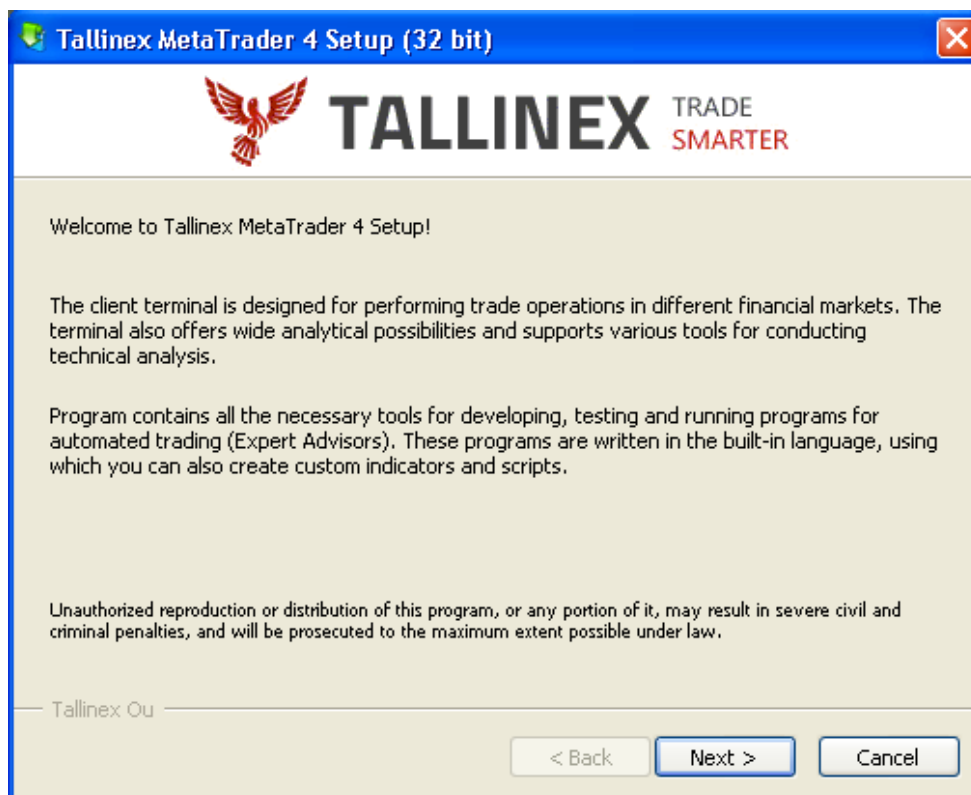 Tallinex MetaTrader 4 Setup (32 bit)
TALLINEX TRADE
SMARTER
Welcome to Tallinex MetaTrader 4 Setup!
The client terminal is designed for performing trade operations in different financial markets. The
terminal also offers wide analytical possibilities and supports various tools for conducting
technical analysis.
Program contains all the necessary tools for developing, testing and running programs for
automated trading (Expert Advisors). These programs are written in the built-in language, using
which you can also create custom indicators and scripts.
Unauthorized reproduction or distribution of this program, or any portion of it, may result in severe civil and
criminal penalties, and will be prosecuted to the maximum extent possible under law.
Tallinex Ou
< Back Next > Cancel